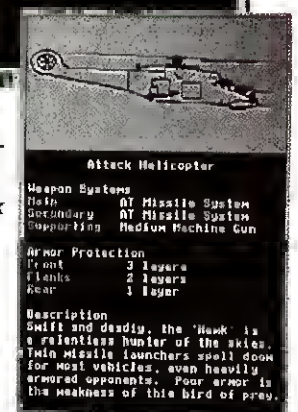 Attack Helicopter
Weapon Systems
Main AT Missile System
Secondary AT Missile System
Supporting Medium Machine Gun
Armor Protection
Front 3 layers
Flanks 2 layers
Rear 1 layer
Description
Swift and deadly, the 'Hawk' is
a relentless hunter of the skies.
Twin missile launchers spell doom
for most vehicles, even heavily
armored opponents. Poor armor is
the weakness of this bird of prey.